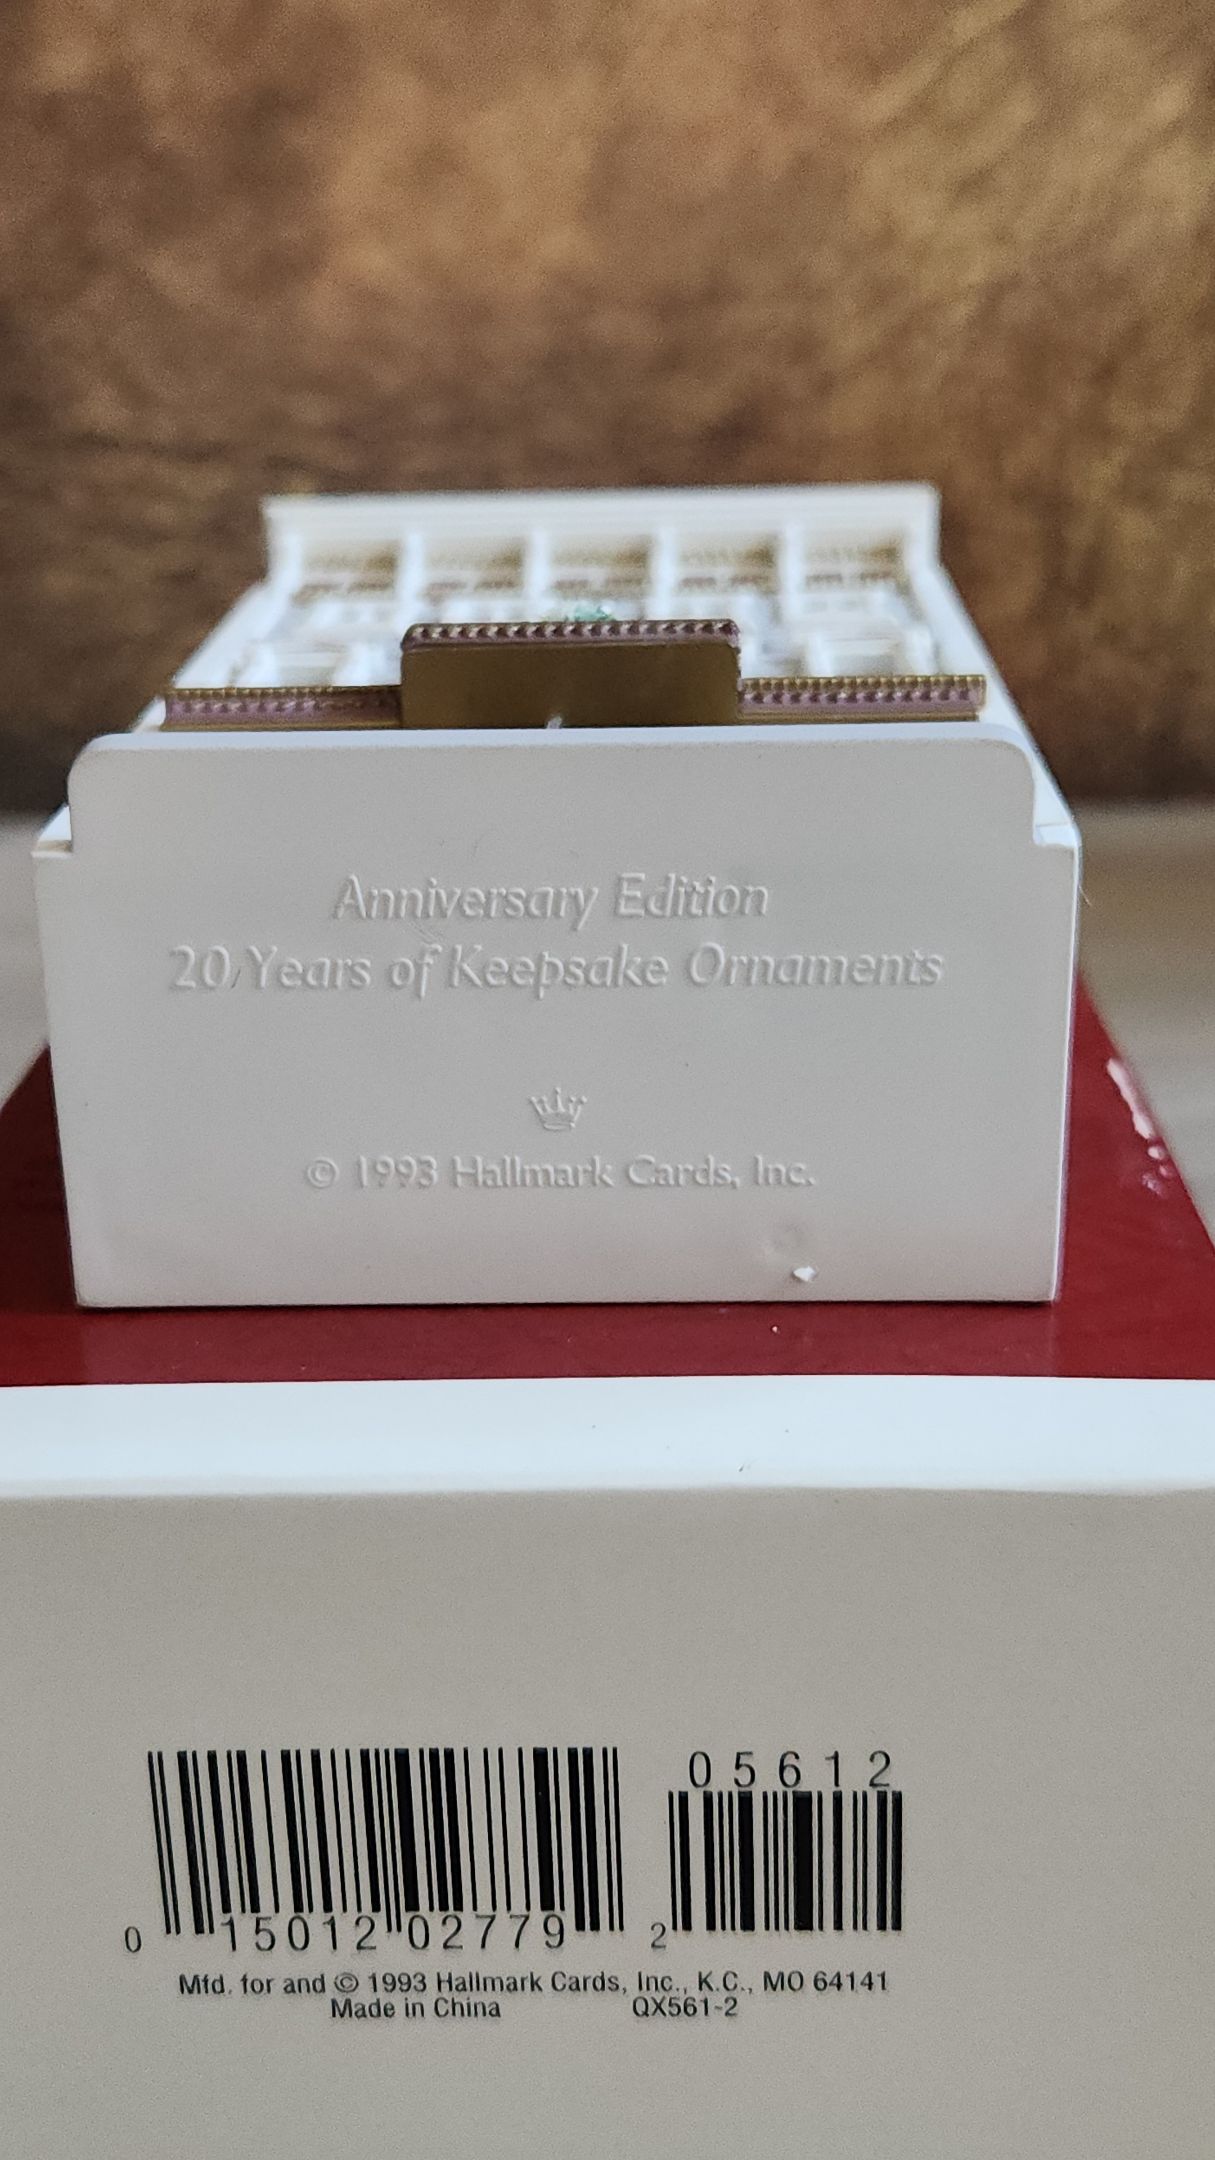 Anniversary Edition
20 Years of Keepsake Ornaments
© 1993 Hallmark Cards, Inc.
05612
0 15012 02779 2
Mfd. for and © 1993 Hallmark Cards, Inc., K.C., MO 64141
Made in China QX561-2